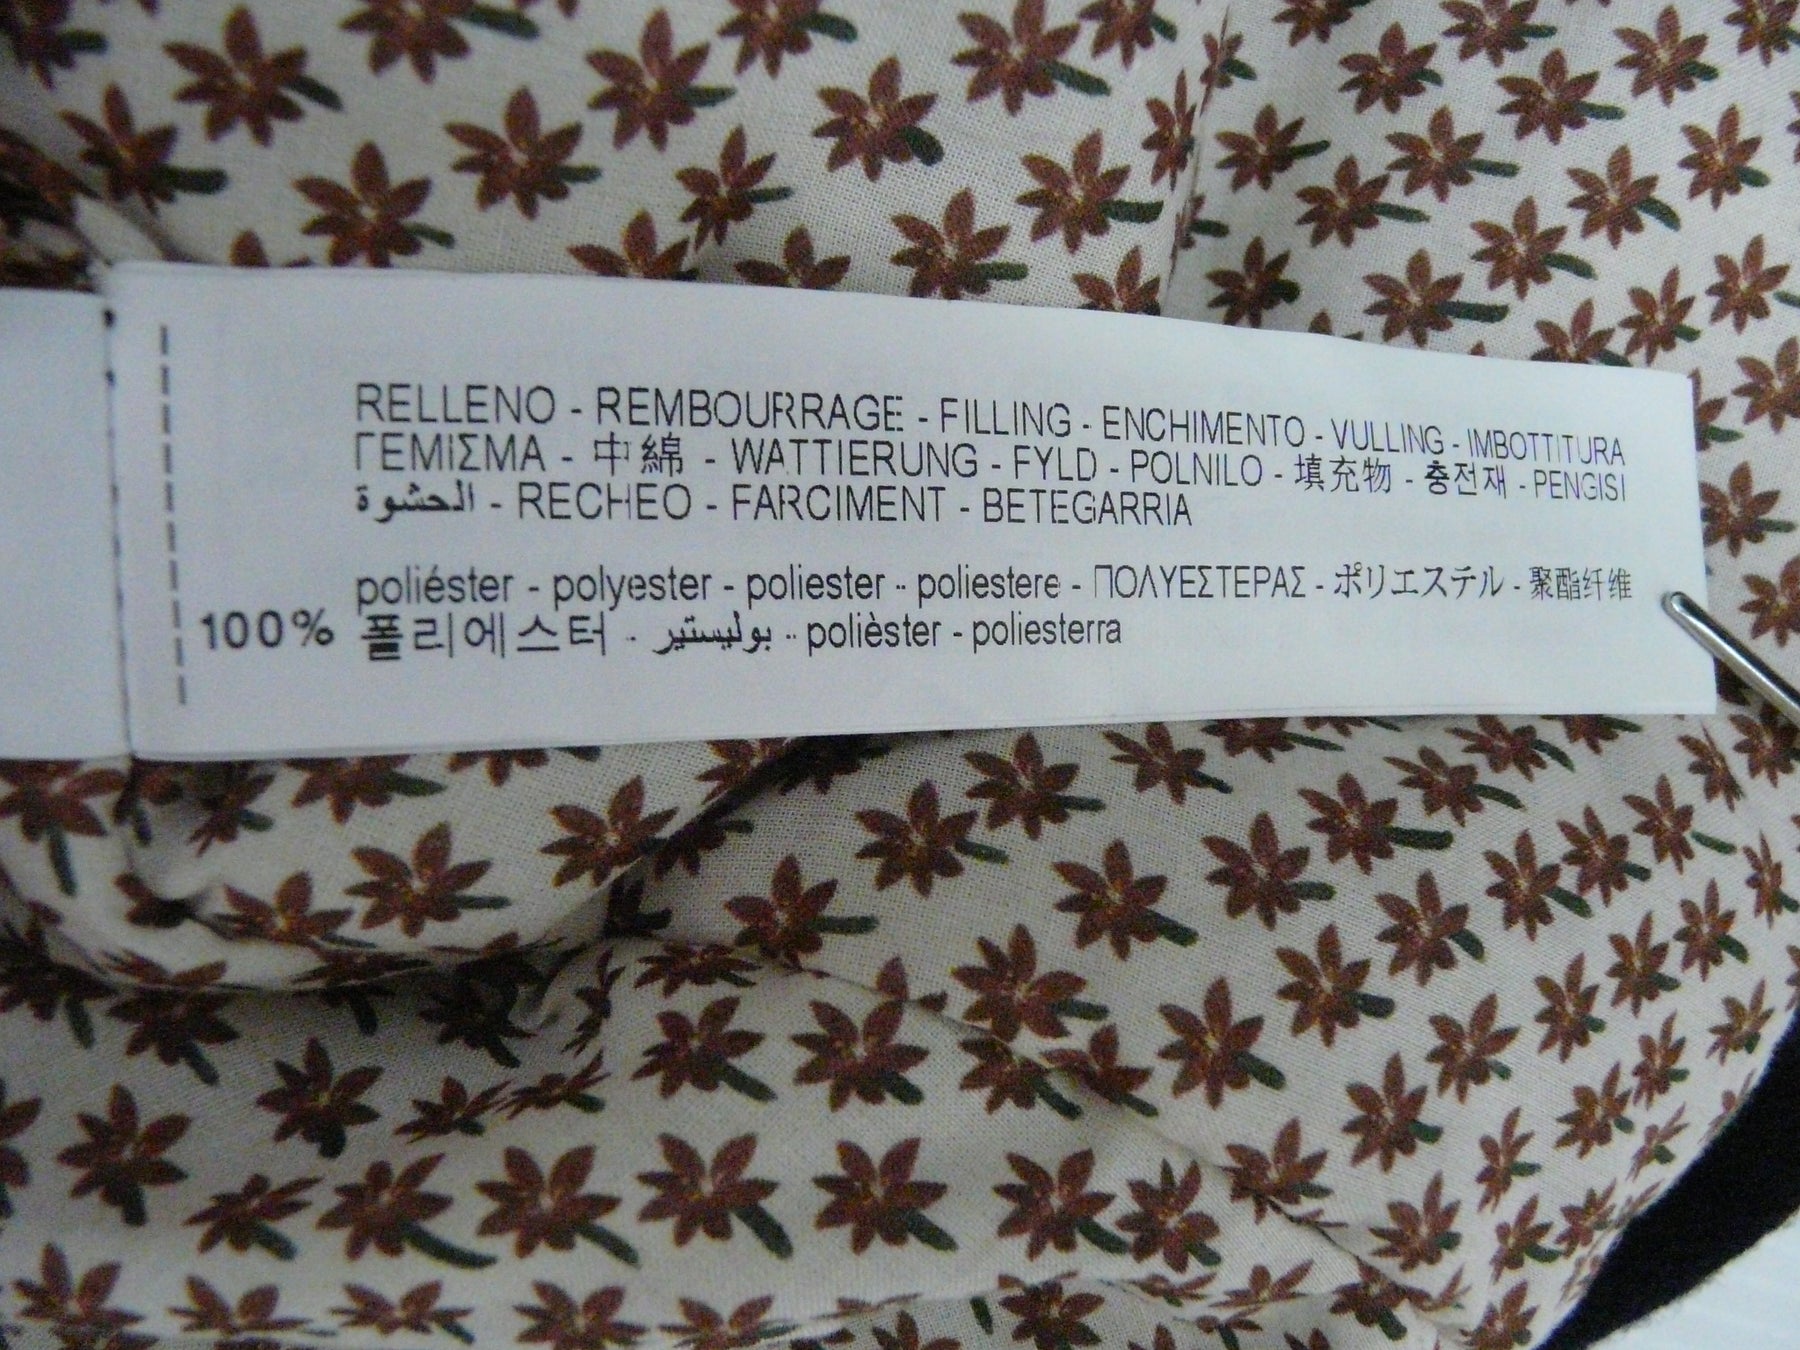 RELLENO - REMBOURRAGE - FILLING - ENCHIMENTO - VULLING - IMBOTTITURA
ΓΕΜΙΣΜΑ - 中綿 - WATTIERUNG - FYLD - POLNILO - 填充物 - 충전재 - PENGISI
الحشوة - RECHEO - FARCIMENT - BETEGARRIA
poliéster - polyester - poliester - poliestere - ΠΟΛΥΕΣΤΕΡΑΣ - ポリエステル - 聚酯纤维
100% 폴리에스터 - بوليستير - polièster - poliesterra